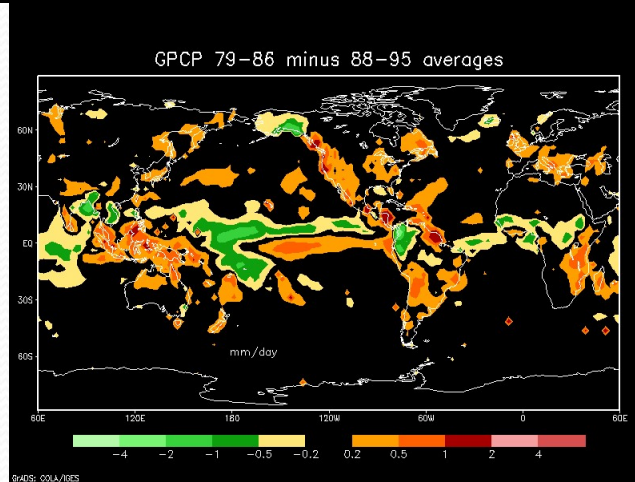 GPCP 79-86 minus 88-95 averages
60N
30N
EQ
30S
60S
mm/day
60E 120E 180 120W 60W 0 60E
-4 -2 -1 -0.5 -0.2 0.2 0.5 1 2 4
GrADS: COLA/IGES